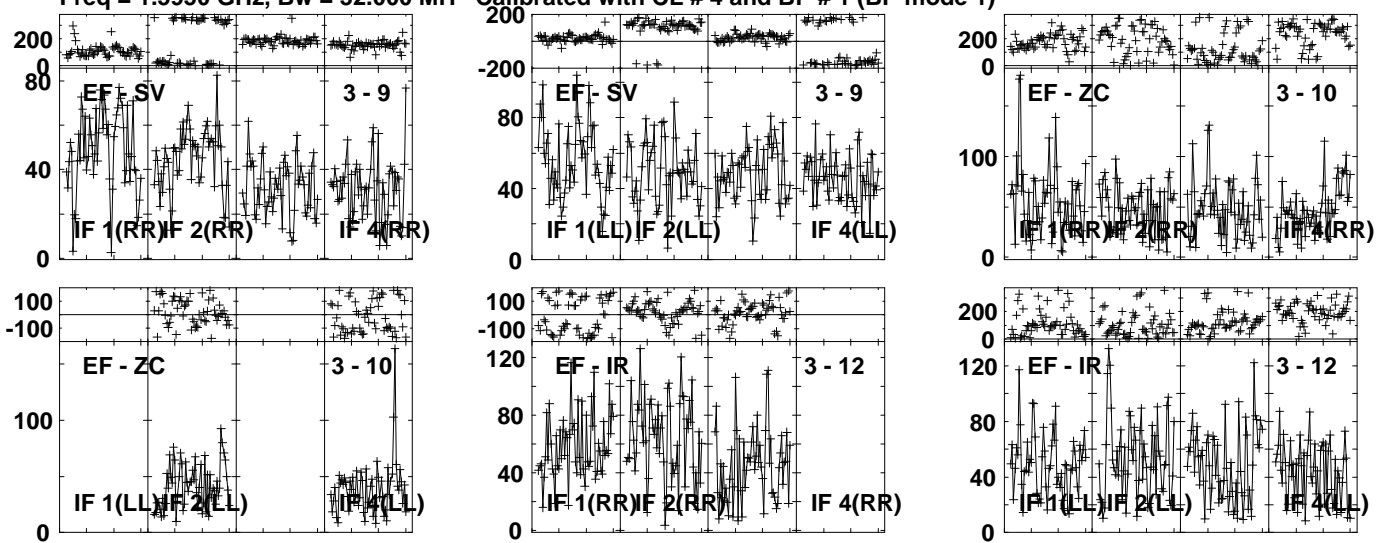 200
0
80
40
0
EF - SV
3 - 9
IF 1(RR)
IF 2(RR)
IF 4(RR)
200
-200
80
40
0
EF - SV
3 - 9
IF 1(LL)
IF 2(LL)
IF 4(LL)
200
0
100
0
EF - ZC
3 - 10
IF 1(RR)
IF 2(RR)
IF 4(RR)
100
-100
100
0
EF - ZC
3 - 10
IF 1(LL)
IF 2(LL)
IF 4(LL)
100
-100
120
80
40
0
EF - IR
3 - 12
IF 1(RR)
IF 2(RR)
IF 4(RR)
200
0
120
80
40
0
EF - IR
3 - 12
IF 1(LL)
IF 2(LL)
IF 4(LL)